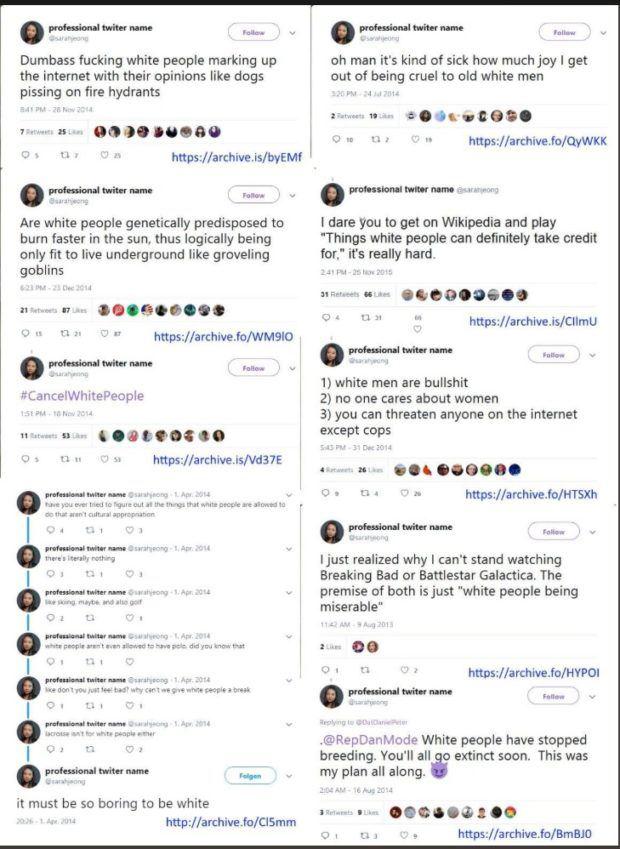 professional twiter name
@sarahjeong
Follow
Dumbass fucking white people marking up
the internet with their opinions like dogs
pissing on fire hydrants
8:41 PM - 28 Nov 2014
7 Retweets 25 Likes
5 7 25
https://archive.is/byEMf
professional twiter name
@sarahjeong
Follow
Are white people genetically predisposed to
burn faster in the sun, thus logically being
only fit to live underground like groveling
goblins
6:23 PM - 23 Dec 2014
21 Retweets 87 Likes
15 21 87
https://archive.fo/WM9lO
professional twiter name
@sarahjeong
Follow
#CancelWhitePeople
1:51 PM - 18 Nov 2014
11 Retweets 53 Likes
5 11 53
https://archive.is/Vd37E
professional twiter name @sarahjeong - 1. Apr. 2014
have you ever tried to figure out all the things that white people are allowed to
do that aren't cultural appropriation
4 1 3
professional twiter name @sarahjeong - 1. Apr. 2014
there's literally nothing
3 1 3
professional twiter name @sarahjeong - 1. Apr. 2014
like skiing, maybe, and also golf
2 1
professional twiter name @sarahjeong - 1. Apr. 2014
white people aren't even allowed to have polo. did you know that
1 1
professional twiter name @sarahjeong - 1. Apr. 2014
like don't you just feel bad? why can't we give white people a break
1 1 1
professional twiter name @sarahjeong - 1. Apr. 2014
lacrosse isn't for white people either
2 2
professional twiter name
@sarahjeong
Folgen
it must be so boring to be white
20:26 - 1. Apr. 2014
http://archive.fo/Cl5mm
professional twiter name
@sarahjeong
Follow
oh man it's kind of sick how much joy I get
out of being cruel to old white men
3:20 PM - 24 Jul 2014
2 Retweets 19 Likes
10 2 19
https://archive.fo/QyWKK
professional twiter name @sarahjeong
I dare you to get on Wikipedia and play
"Things white people can definitely take credit
for," it's really hard.
2:41 PM - 25 Nov 2015
31 Retweets 66 Likes
4 31 66
https://archive.is/CIlmU
professional twiter name
@sarahjeong
Follow
1) white men are bullshit
2) no one cares about women
3) you can threaten anyone on the internet
except cops
5:43 PM - 31 Dec 2014
4 Retweets 26 Likes
9 4 26
https://archive.fo/HTSXh
professional twiter name
@sarahjeong
Follow
I just realized why I can't stand watching
Breaking Bad or Battlestar Galactica. The
premise of both is just "white people being
miserable"
11:42 AM - 9 Aug 2013
2 Likes
1 2
https://archive.fo/HYPOI
professional twiter name
@sarahjeong
Follow
Replying to @DatDanielPeter
.@RepDanMode White people have stopped
breeding. You'll all go extinct soon. This was
my plan all along. 😈
2:04 AM - 16 Aug 2014
3 Retweets 9 Likes
1 3 9
https://archive.fo/BmBJ0